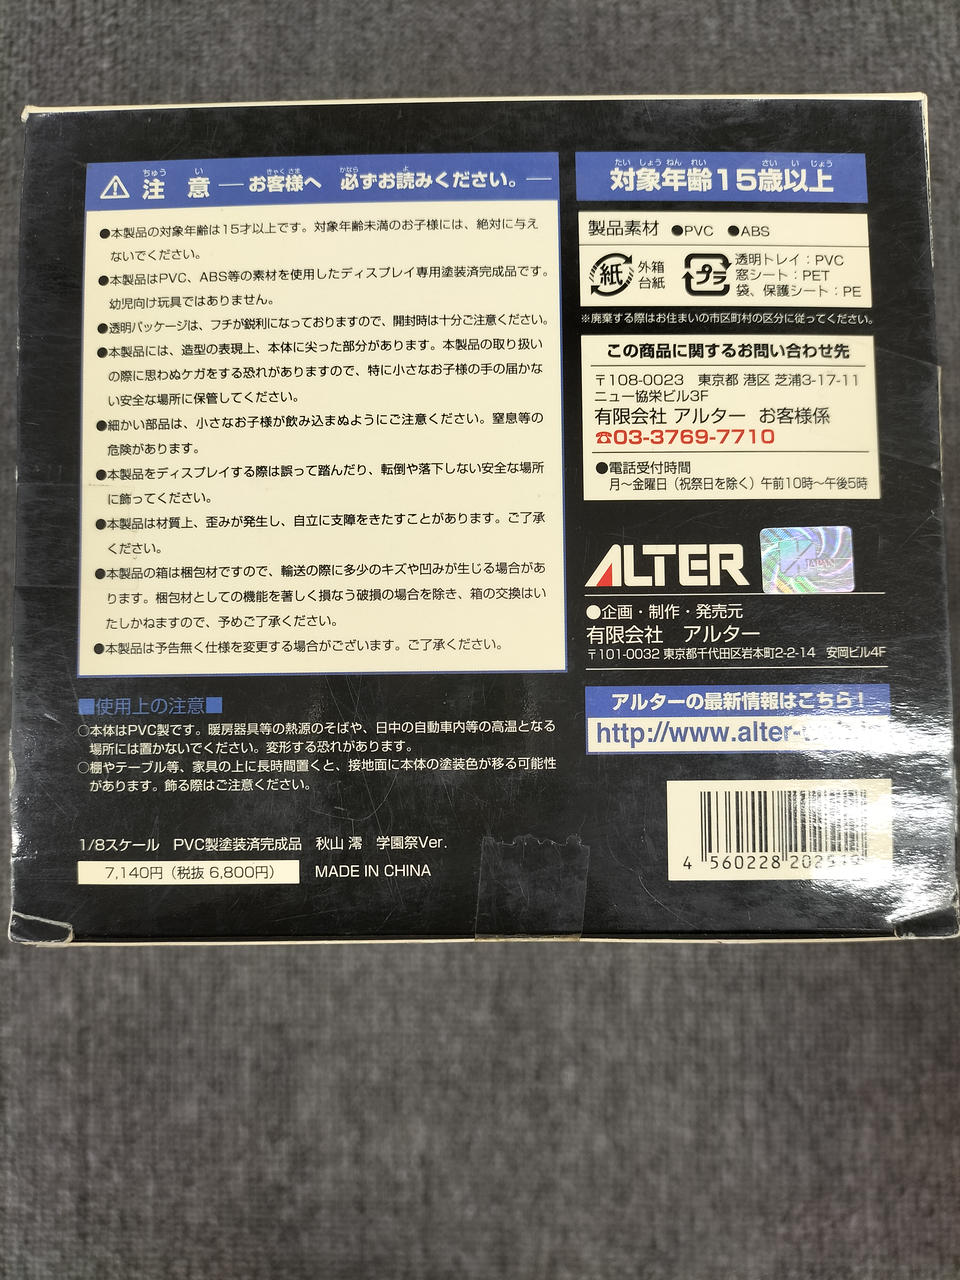 ちゅう い きゃく さま かなら よ
注 意 ― お客様へ 必ずお読みください。 ―
●本製品の対象年齢は15才以上です。対象年齢未満のお子様には、絶対に与え
ないでください。
●本製品はPVC、ABS等の素材を使用したディスプレイ専用塗装済完成品です。
幼児向け玩具ではありません。
●透明パッケージは、フチが鋭利になっておりますので、開封時は十分ご注意ください。
●本製品には、造型の表現上、本体に尖った部分があります。本製品の取り扱い
の際に思わぬケガをする恐れがありますので、特に小さなお子様の手の届かな
い安全な場所に保管してください。
●細かい部品は、小さなお子様が飲み込まぬようにご注意ください。窒息等の
危険があります。
●本製品をディスプレイする際は誤って踏んだり、転倒や落下しない安全な場所
に飾ってください。
●本製品は材質上、歪みが発生し、自立に支障をきたすことがあります。ご了承
ください。
●本製品の箱は梱包材ですので、輸送の際に多少のキズや凹みが生じる場合があ
ります。梱包材としての機能を著しく損なう破損の場合を除き、箱の交換はい
たしかねますので、予めご了承ください。
●本製品は予告無く仕様を変更する場合がございます。ご了承ください。
■使用上の注意■
○本体はPVC製です。暖房器具等の熱源のそばや、日中の自動車内等の高温となる
場所には置かないでください。変形する恐れがあります。
○棚やテーブル等、家具の上に長時間置くと、接地面に本体の塗装色が移る可能性
があります。飾る際はご注意ください。
1/8スケール PVC製塗装済完成品 秋山 澪 学園祭Ver.
7,140円（税抜 6,800円） MADE IN CHINA
たい しょう ねん れい さい い じょう
対象年齢15歳以上
製品素材 ●PVC ●ABS
紙 外箱
台紙
プラ 透明トレイ：PVC
窓シート：PET
袋、保護シート：PE
※廃棄する際はお住まいの市区町村の区分に従ってください。
この商品に関するお問い合わせ先
〒108-0023 東京都 港区 芝浦3-17-11
ニュー協栄ビル3F
有限会社 アルター お客様係
☎03-3769-7710
●電話受付時間
月～金曜日（祝祭日を除く）午前10時～午後5時
ALTER
JAPAN
●企画・制作・発売元
有限会社 アルター
〒101-0032 東京都千代田区岩本町2-2-14 安岡ビル4F
アルターの最新情報はこちら！
http://www.alter-
4 560228 202519